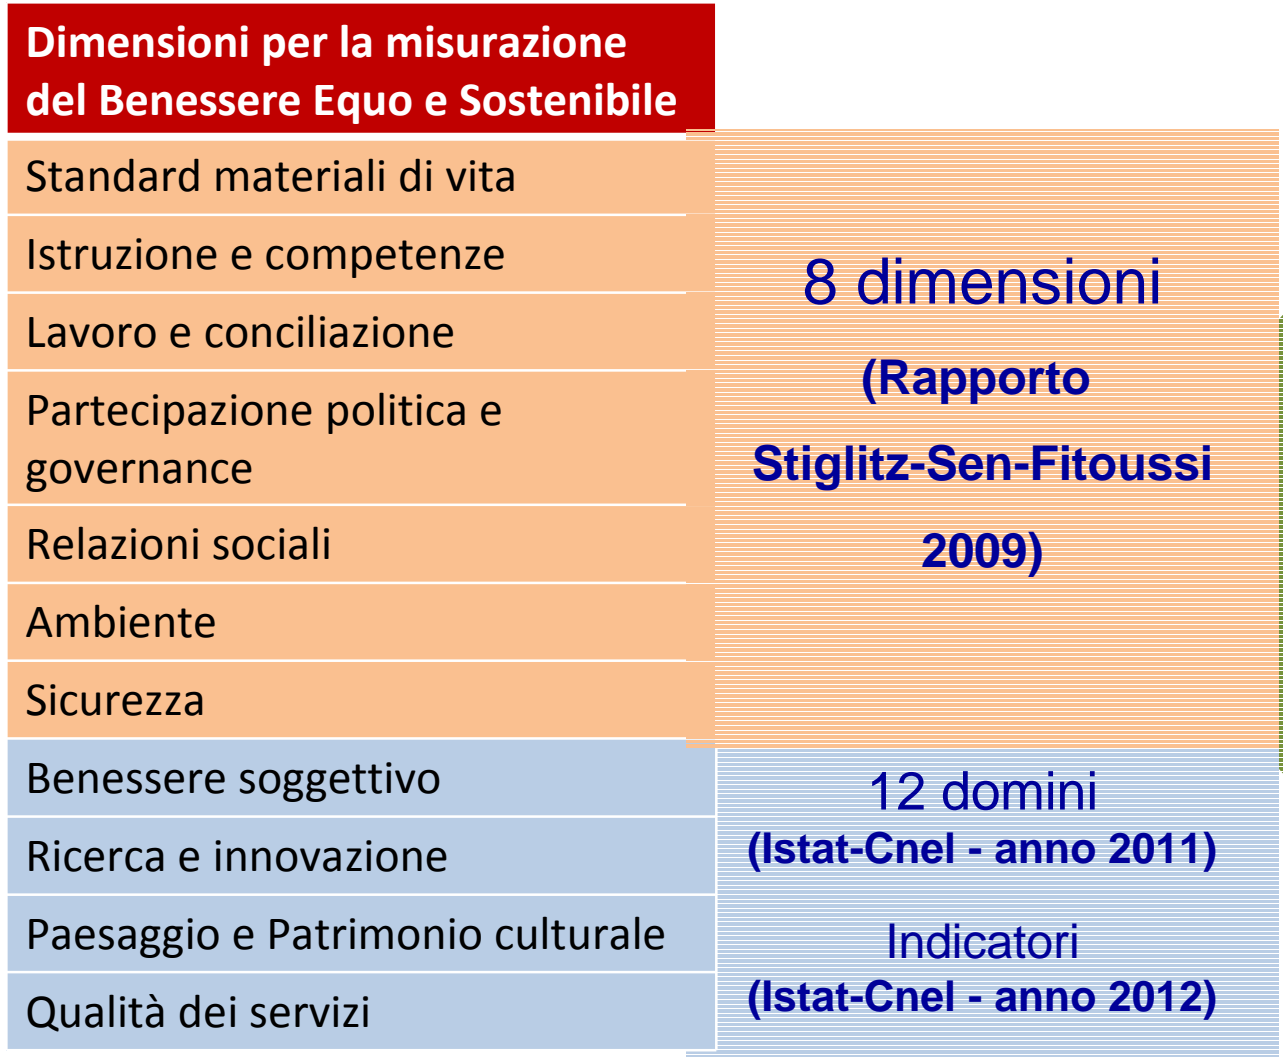 Dimensioni per la misurazione
del Benessere Equo e Sostenibile
Standard materiali di vita
Istruzione e competenze
Lavoro e conciliazione
Partecipazione politica e
governance
Relazioni sociali
Ambiente
Sicurezza
Benessere soggettivo
Ricerca e innovazione
Paesaggio e Patrimonio culturale
Qualità dei servizi
8 dimensioni
(Rapporto
Stiglitz-Sen-Fitoussi
2009)
12 domini
(Istat-Cnel - anno 2011)
Indicatori
(Istat-Cnel - anno 2012)